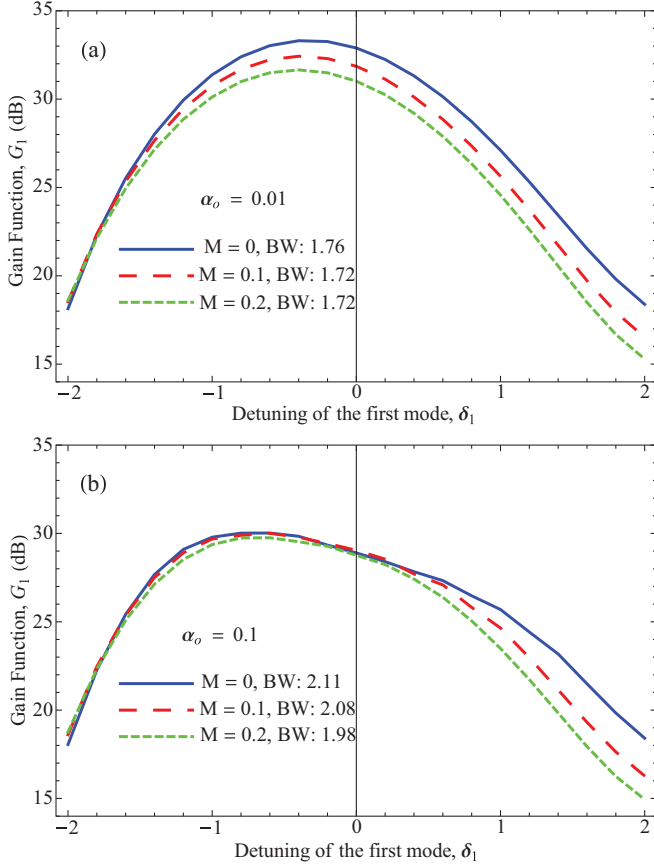 (a)
35
30
25
20
15
Gain Function, G₁ (dB)
αₒ = 0.01
M = 0, BW: 1.76
M = 0.1, BW: 1.72
M = 0.2, BW: 1.72
−2 −1 0 1 2
Detuning of the first mode, δ₁
(b)
35
30
25
20
15
Gain Function, G₁ (dB)
αₒ = 0.1
M = 0, BW: 2.11
M = 0.1, BW: 2.08
M = 0.2, BW: 1.98
−2 −1 0 1 2
Detuning of the first mode, δ₁